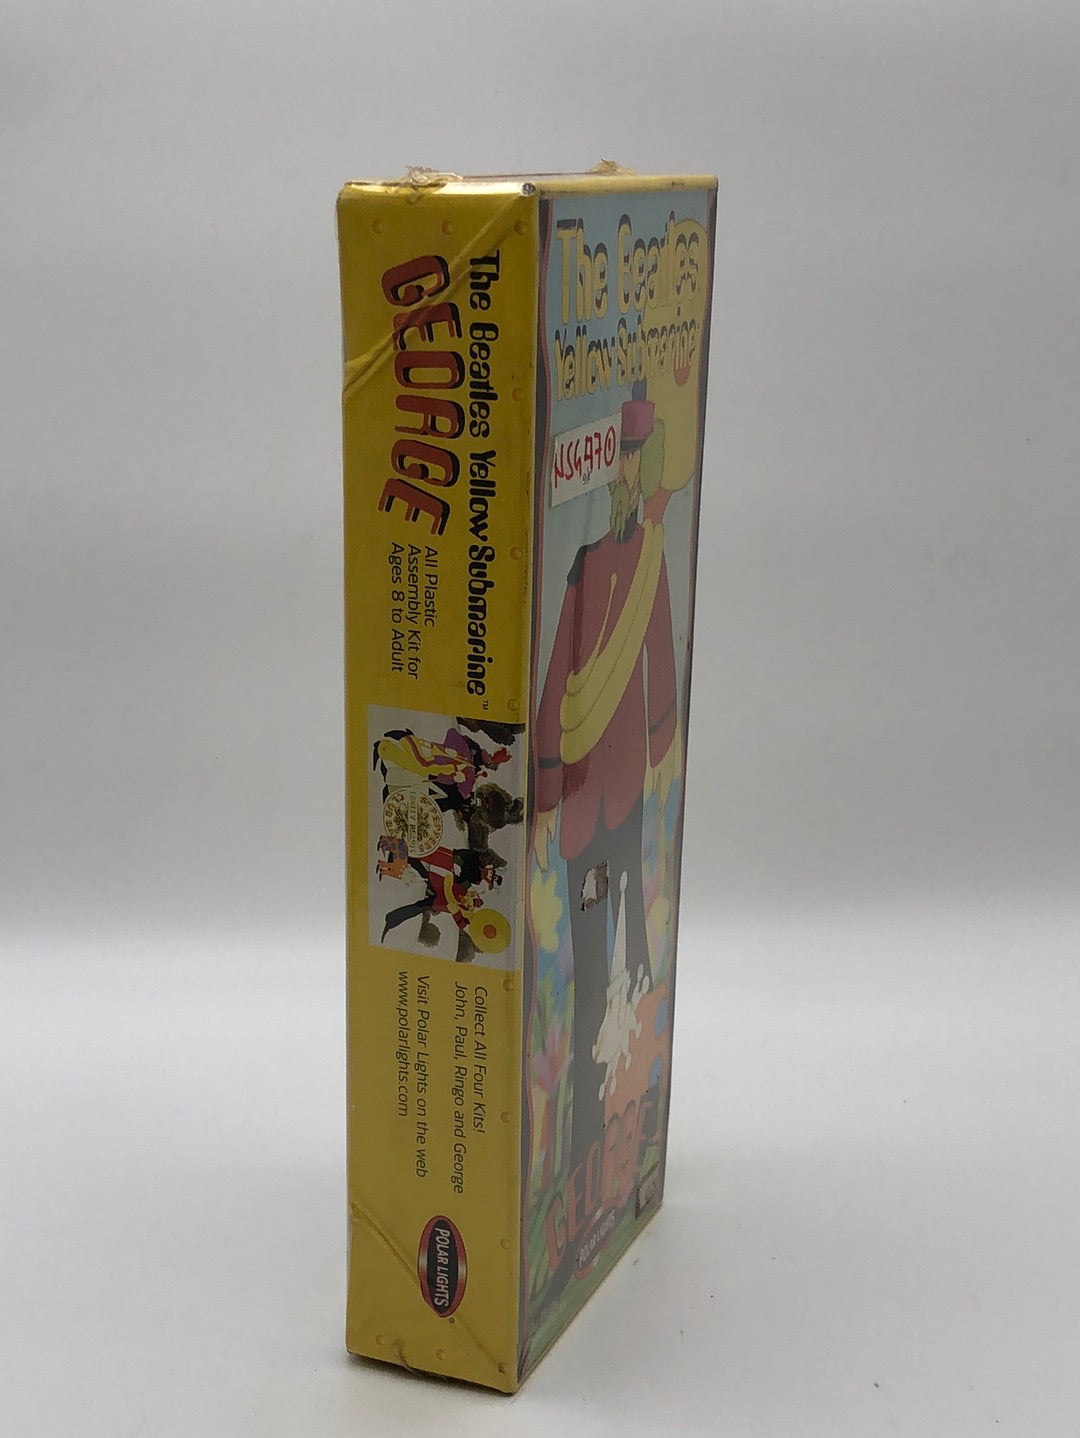 The Beatles Yellow Submarine™
GEORGE
All Plastic
Assembly Kit for
Ages 8 to Adult
Collect All Four Kits!
John, Paul, Ringo and George
Visit Polar Lights on the web
www.polarlights.com
POLAR LIGHTS
The Beatles
Yellow Submarine
GEORGE
POLAR LIGHTS